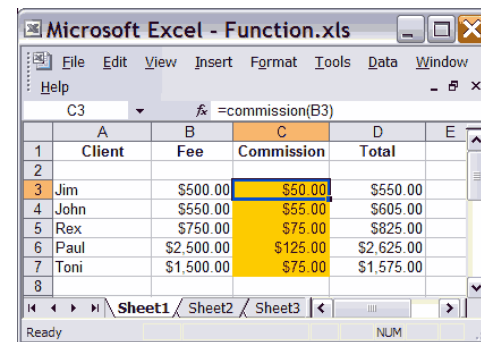 Microsoft Excel - Function.xls
File Edit View Insert Format Tools Data Window
Help
C3 fx =commission(B3)
A B C D E
1 Client Fee Commission Total
2
3 Jim $500.00 $50.00 $550.00
4 John $550.00 $55.00 $605.00
5 Rex $750.00 $75.00 $825.00
6 Paul $2,500.00 $125.00 $2,625.00
7 Toni $1,500.00 $75.00 $1,575.00
8
Sheet1 Sheet2 Sheet3
Ready NUM